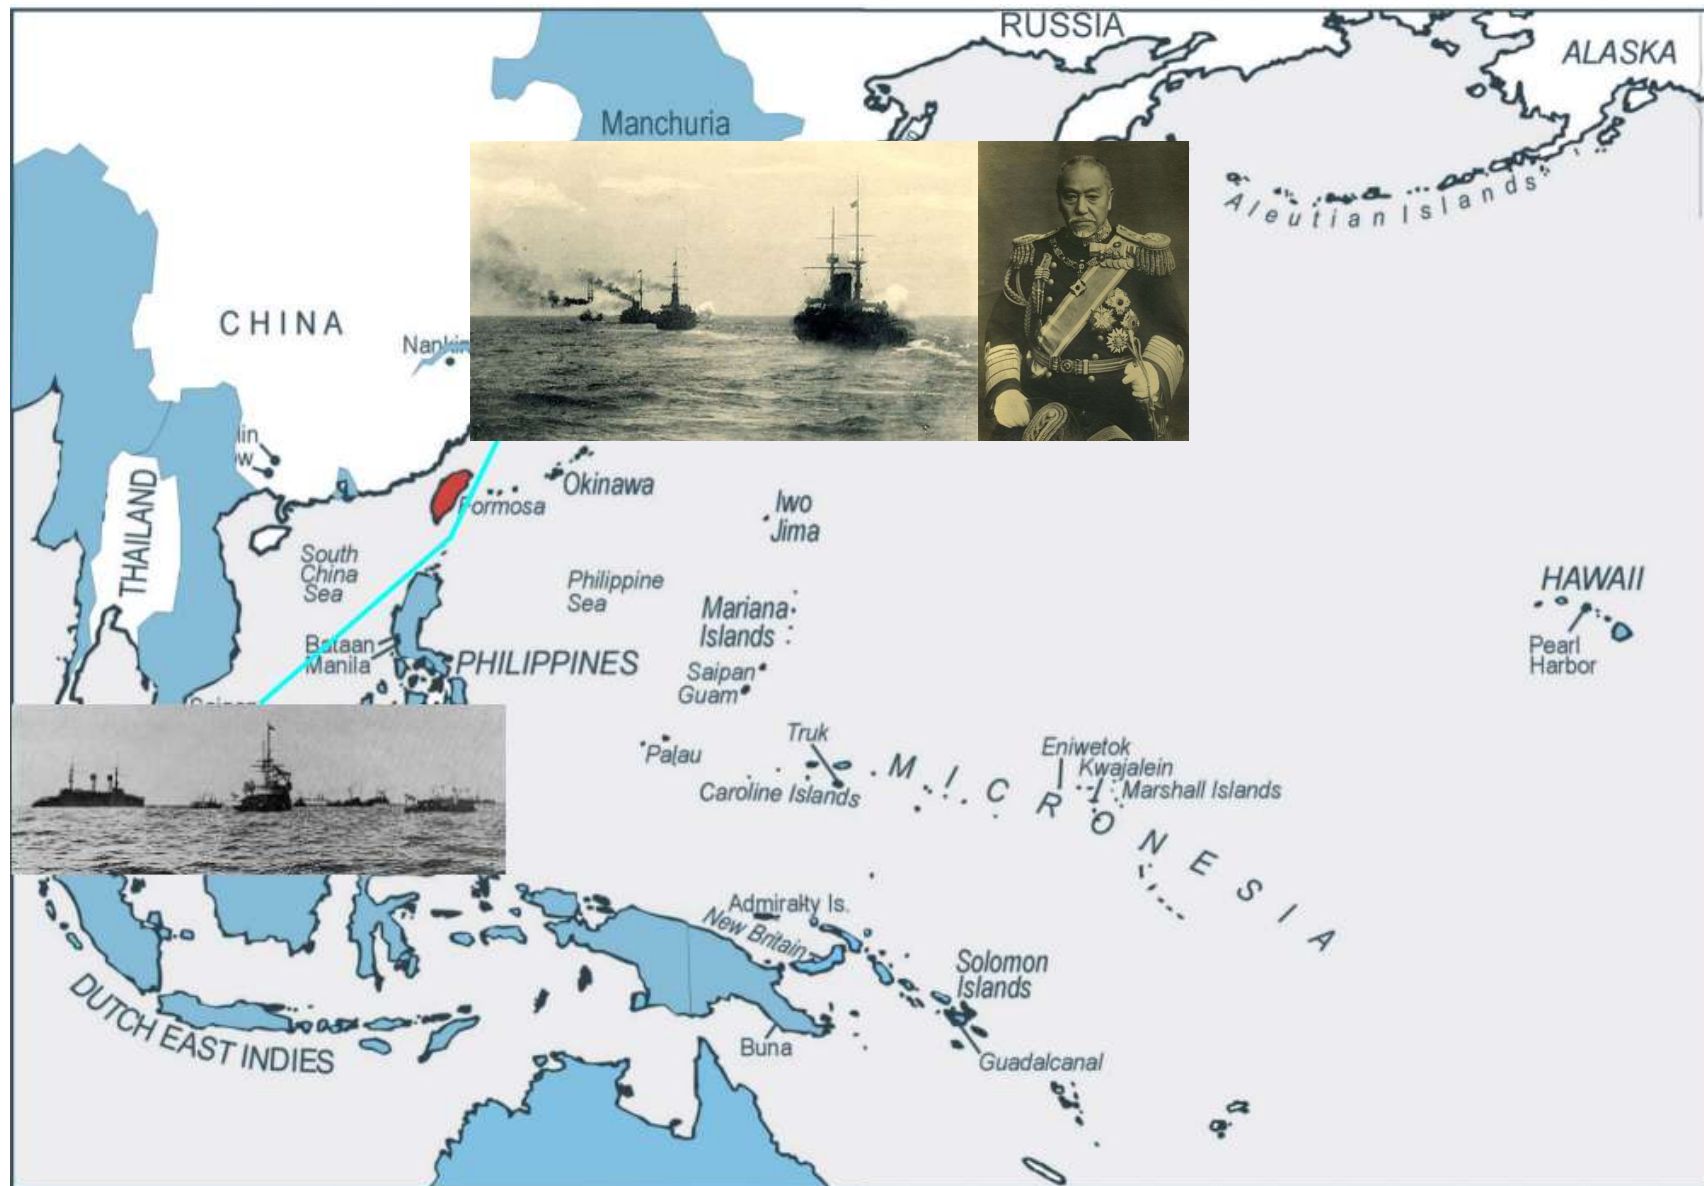 RUSSIA
ALASKA
Manchuria
Aleutian Islands
CHINA
lin
w
THAILAND
Formosa
Okinawa
Iwo
Jima
South
China
Sea
Philippine
Sea
HAWAII
Mariana
Islands
Bataan
Manila
PHILIPPINES
Pearl
Harbor
Saipan
Guam
Truk
Palau
Caroline Islands
MICRONESIA
Eniwetok
Kwajalein
Marshall Islands
Admiralty Is.
New Britain
Solomon
Islands
DUTCH EAST INDIES
Buna
Guadalcanal